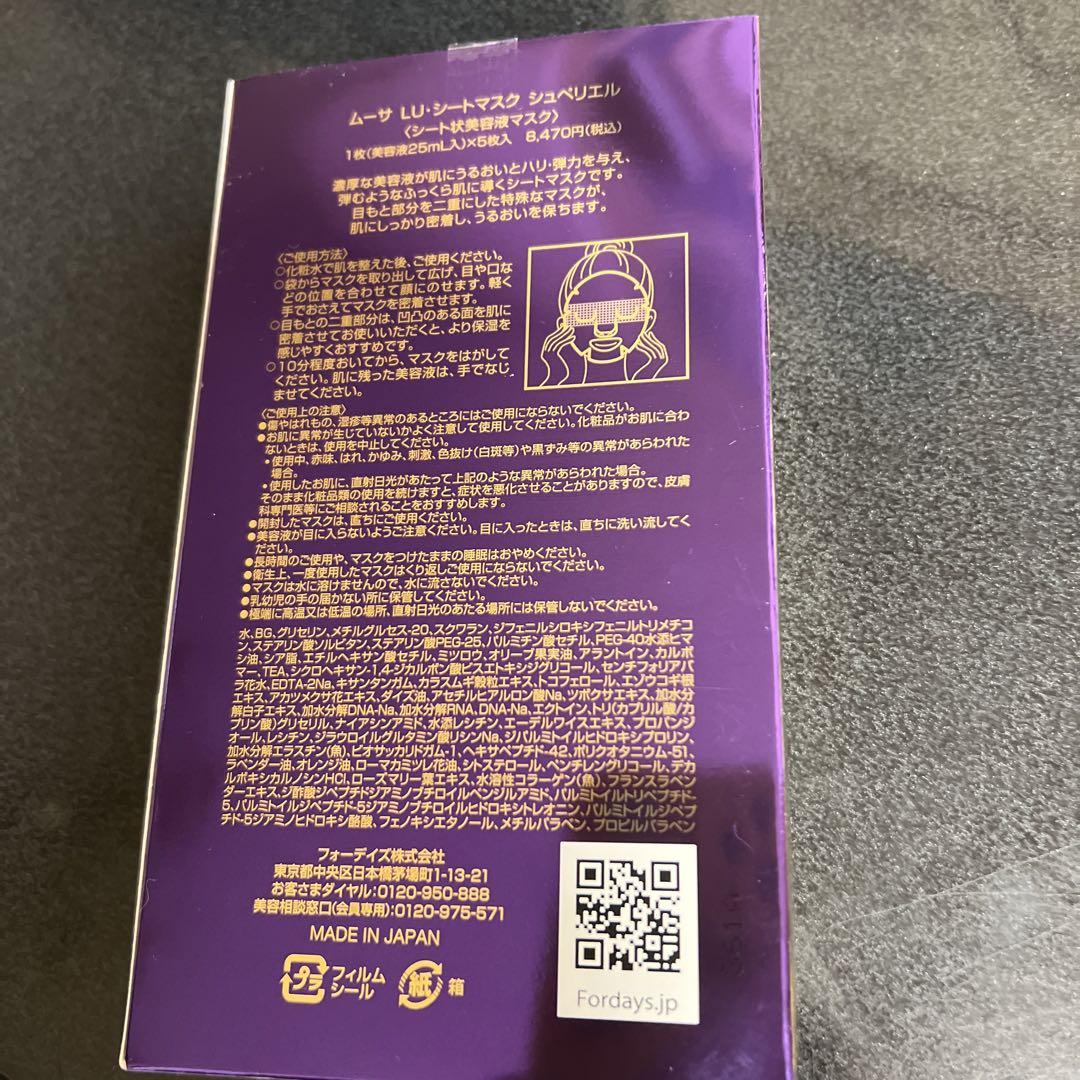 ムーサ LU・シートマスク シュペリエル
〈シート状美容液マスク〉
1枚(美容液25mL入)×5枚入 8,470円(税込)
濃厚な美容液が肌にうるおいとハリ・弾力を与え、
弾むようなふっくら肌に導くシートマスクです。
目もと部分を二重にした特殊なマスクが、
肌にしっかり密着し、うるおいを保ちます。
〈ご使用方法〉
○化粧水で肌を整えた後、ご使用ください。
○袋からマスクを取り出して広げ、目や口な
どの位置を合わせて顔にのせます。軽く
手でおさえてマスクを密着させます。
○目もとの二重部分は、凹凸のある面を肌に
密着させてお使いいただくと、より保湿を
感じやすくおすすめです。
○10分程度おいてから、マスクをはがして
ください。肌に残った美容液は、手でなじ
ませてください。
〈ご使用上の注意〉
●傷やはれもの、湿疹等異常のあるところにはご使用にならないでください。
●お肌に異常が生じていないかよく注意して使用してください。化粧品がお肌に合わ
ないときは、使用を中止してください。
・使用中、赤味、はれ、かゆみ、刺激、色抜け(白斑等)や黒ずみ等の異常があらわれた
場合。
・使用したお肌に、直射日光があたって上記のような異常があらわれた場合。
そのまま化粧品類の使用を続けますと、症状を悪化させることがありますので、皮膚
科専門医等にご相談されることをおすすめします。
●開封したマスクは、直ちにご使用ください。
●美容液が目に入らないようご注意ください。目に入ったときは、直ちに洗い流してく
ださい。
●長時間のご使用や、マスクをつけたままの睡眠はおやめください。
●衛生上、一度使用したマスクはくり返しご使用にならないでください。
●マスクは水に溶けませんので、水に流さないでください。
●乳幼児の手の届かない所に保管してください。
●極端に高温又は低温の場所、直射日光のあたる場所には保管しないでください。
水、BG、グリセリン、メチルグルセス-20、スクワラン、ジフェニルシロキシフェニルトリメチコ
ン、ステアリン酸ソルビタン、ステアリン酸PEG-25、パルミチン酸セチル、PEG-40水添ヒマ
シ油、シア脂、エチルヘキサン酸セチル、ミツロウ、オリーブ果実油、アラントイン、カルボ
マー、TEA、シクロヘキサン-1,4-ジカルボン酸ビスエトキシジグリコール、センチフォリアバ
ラ花水、EDTA-2Na、キサンタンガム、カラスムギ穀粒エキス、トコフェロール、エゾウコギ根
エキス、アカツメクサ花エキス、ダイズ油、アセチルヒアルロン酸Na、ツボクサエキス、加水分
解白子エキス、加水分解DNA-Na、加水分解RNA、DNA-Na、エクトイン、トリ(カプリル酸/カ
プリン酸)グリセリル、ナイアシンアミド、水添レシチン、エーデルワイスエキス、プロパンジ
オール、レシチン、ジラウロイルグルタミン酸リシンNa、ジパルミトイルヒドロキシプロリン、
加水分解エラスチン(魚)、ビオサッカリドガム-1、ヘキサペプチド-42、ポリクオタニウム-51、
ラベンダー油、オレンジ油、ローマカミツレ花油、シトステロール、ペンチレングリコール、デカ
ルボキシカルノシンHCl、ローズマリー葉エキス、水溶性コラーゲン(魚)、フランスラベン
ダーエキス、ジ酢酸ジペプチドジアミノブチロイルベンジルアミド、パルミトイルトリペプチド-
5、パルミトイルジペプチド-5ジアミノブチロイルヒドロキシトレオニン、パルミトイルジペプ
チド-5ジアミノヒドロキシ酪酸、フェノキシエタノール、メチルパラベン、プロピルパラベン
フォーデイズ株式会社
東京都中央区日本橋茅場町1-13-21
お客さまダイヤル:0120-950-888
美容相談窓口(会員専用):0120-975-571
MADE IN JAPAN
プラ フィルム
シール
紙 箱
Fordays.jp